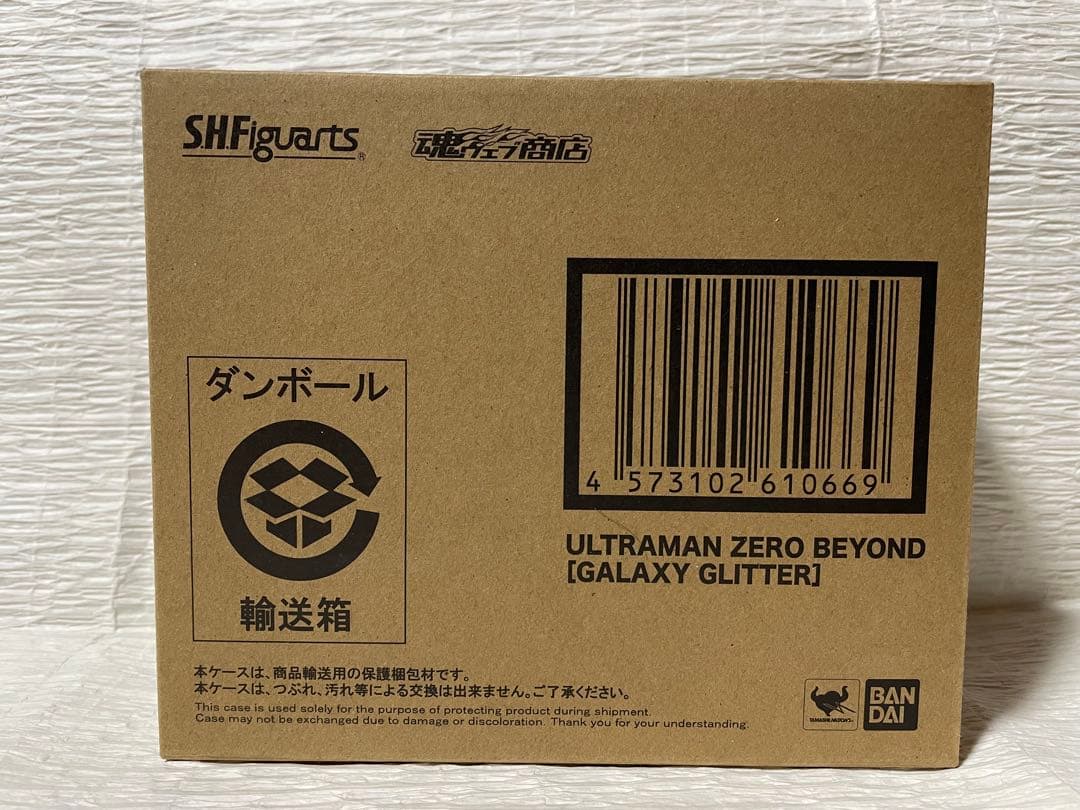 S.H.Figuarts®
魂ウェブ商店
4 573102 610669
ULTRAMAN ZERO BEYOND
[GALAXY GLITTER]
ダンボール
輸送箱
本ケースは、商品輸送用の保護梱包材です。
本ケースは、つぶれ、汚れ等による交換は出来ません。ご了承ください。
This case is used solely for the purpose of protecting product during shipment.
Case may not be exchanged due to damage or discoloration. Thank you for your understanding.
TAMASHII NATIONS
BAN
DAI